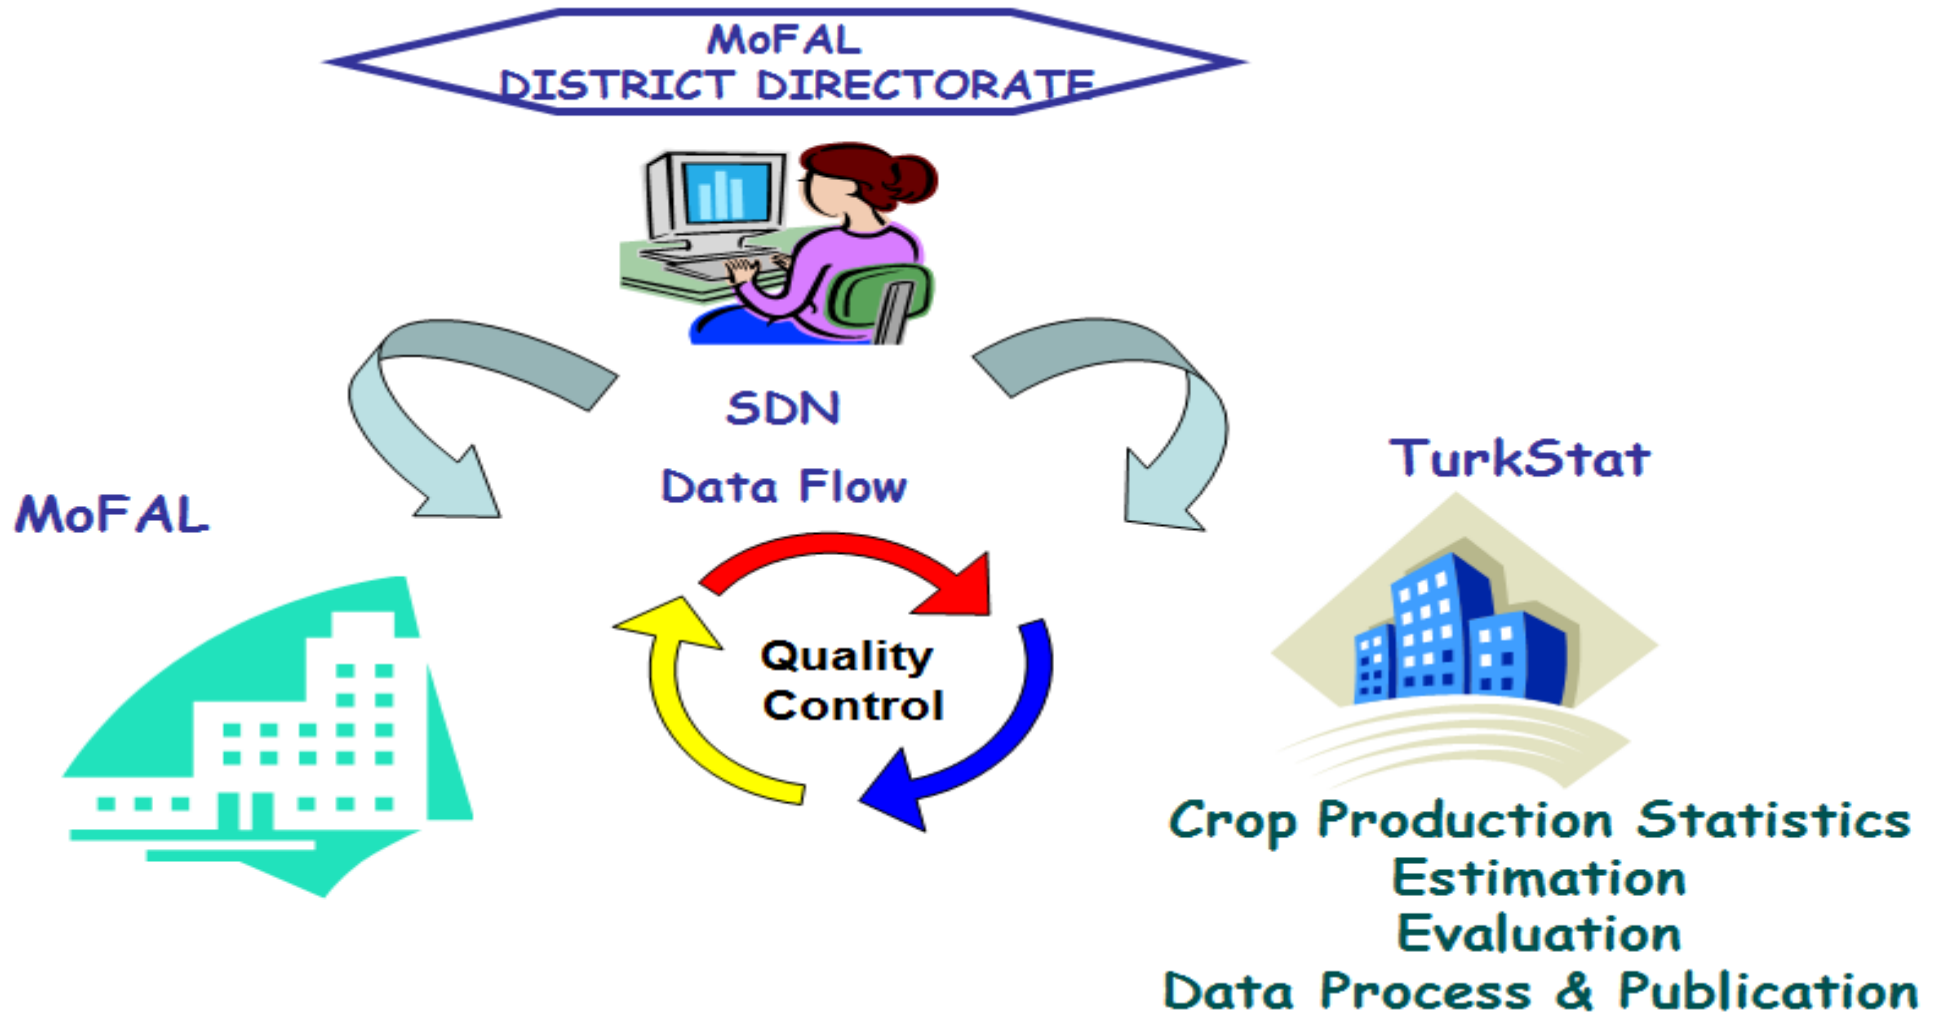 MoFAL
DISTRICT DIRECTORATE
SDN
Data Flow
MoFAL
TurkStat
Quality
Control
Crop Production Statistics
Estimation
Evaluation
Data Process & Publication